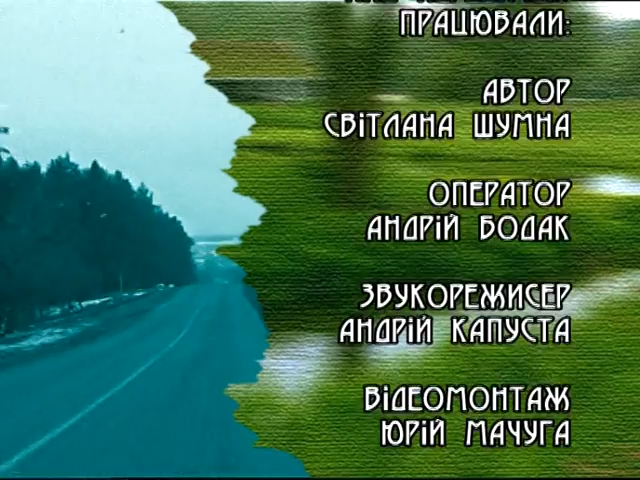 ПРАЦЮВАЛИ:
АВТОР
СВІТЛАНА ШУМНА
ОПЕРАТОР
АНДРІЙ БОДАК
ЗВУКОРЕЖИСЕР
АНДРІЙ КАПУСТА
ВІДЕОМОНТАЖ
ЮРІЙ МАЧУГА